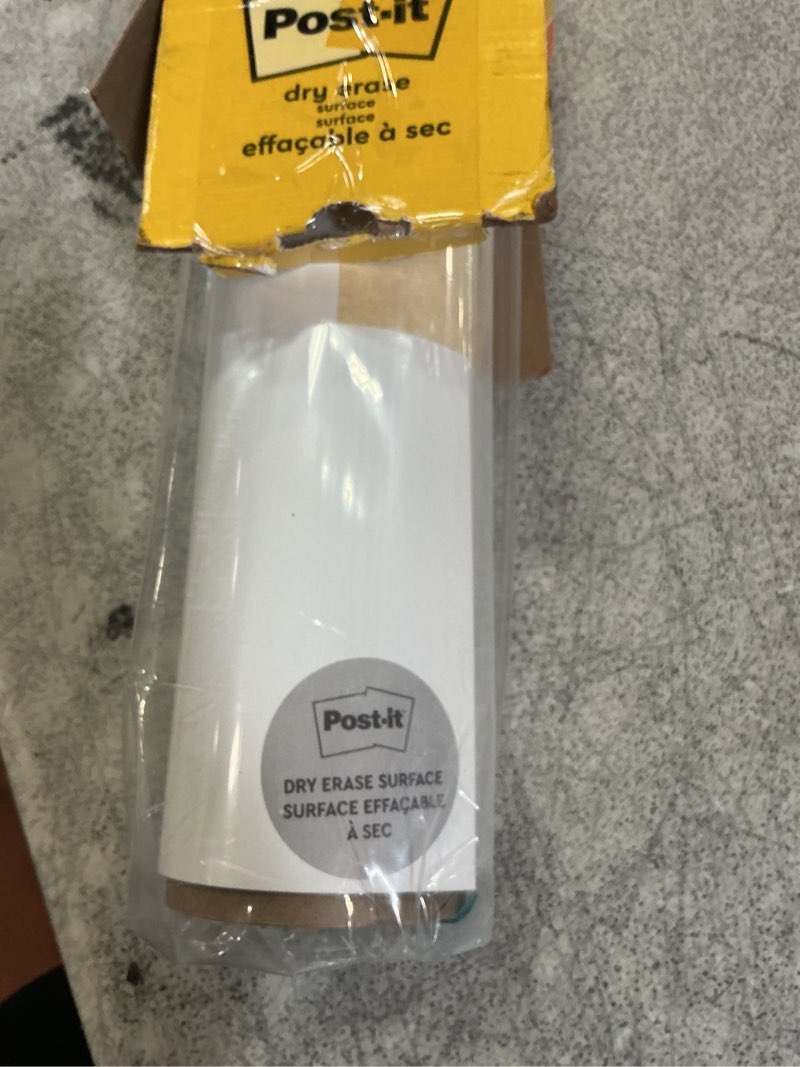 Post-it
dry erase
surface
surface
effaçable à sec
Post-it
DRY ERASE SURFACE
SURFACE EFFAÇABLE
À SEC